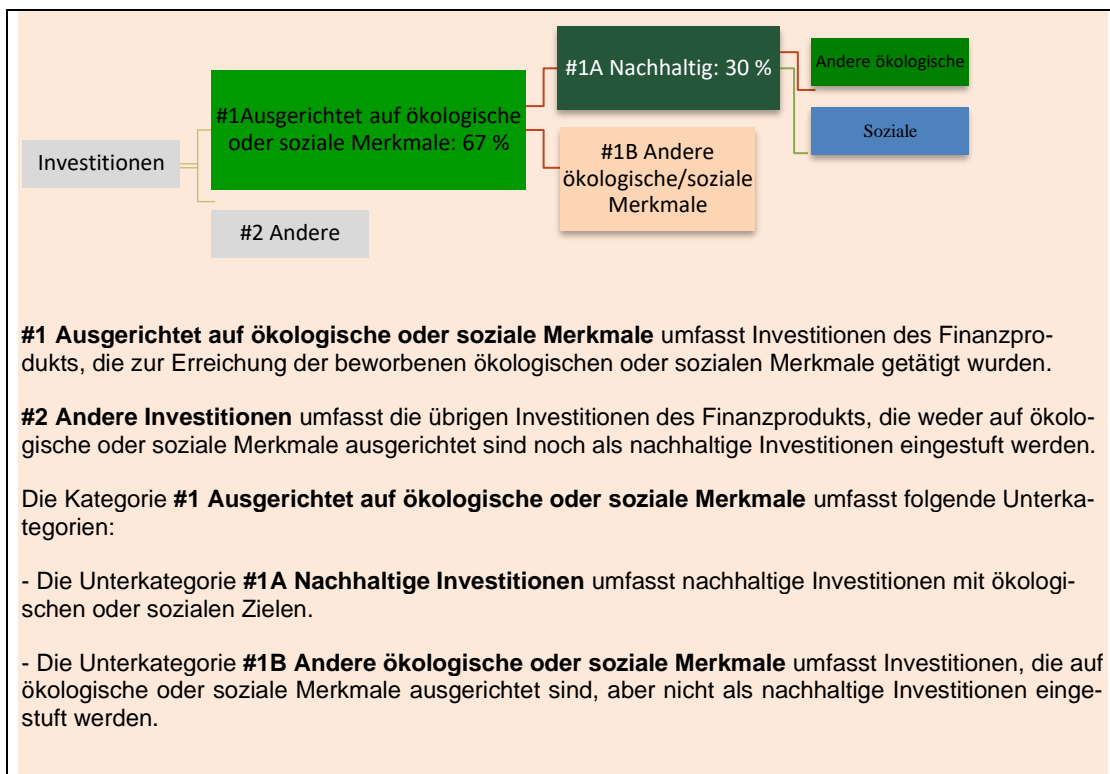 Investitionen
#1Ausgerichtet auf ökologische
oder soziale Merkmale: 67 %
#2 Andere
#1A Nachhaltig: 30 %
#1B Andere
ökologische/soziale
Merkmale
Andere ökologische
Soziale
#1 Ausgerichtet auf ökologische oder soziale Merkmale umfasst Investitionen des Finanzpro-
dukts, die zur Erreichung der beworbenen ökologischen oder sozialen Merkmale getätigt wurden.
#2 Andere Investitionen umfasst die übrigen Investitionen des Finanzprodukts, die weder auf ökolo-
gische oder soziale Merkmale ausgerichtet sind noch als nachhaltige Investitionen eingestuft werden.
Die Kategorie #1 Ausgerichtet auf ökologische oder soziale Merkmale umfasst folgende Unterka-
tegorien:
- Die Unterkategorie #1A Nachhaltige Investitionen umfasst nachhaltige Investitionen mit ökologi-
schen oder sozialen Zielen.
- Die Unterkategorie #1B Andere ökologische oder soziale Merkmale umfasst Investitionen, die auf
ökologische oder soziale Merkmale ausgerichtet sind, aber nicht als nachhaltige Investitionen einge-
stuft werden.